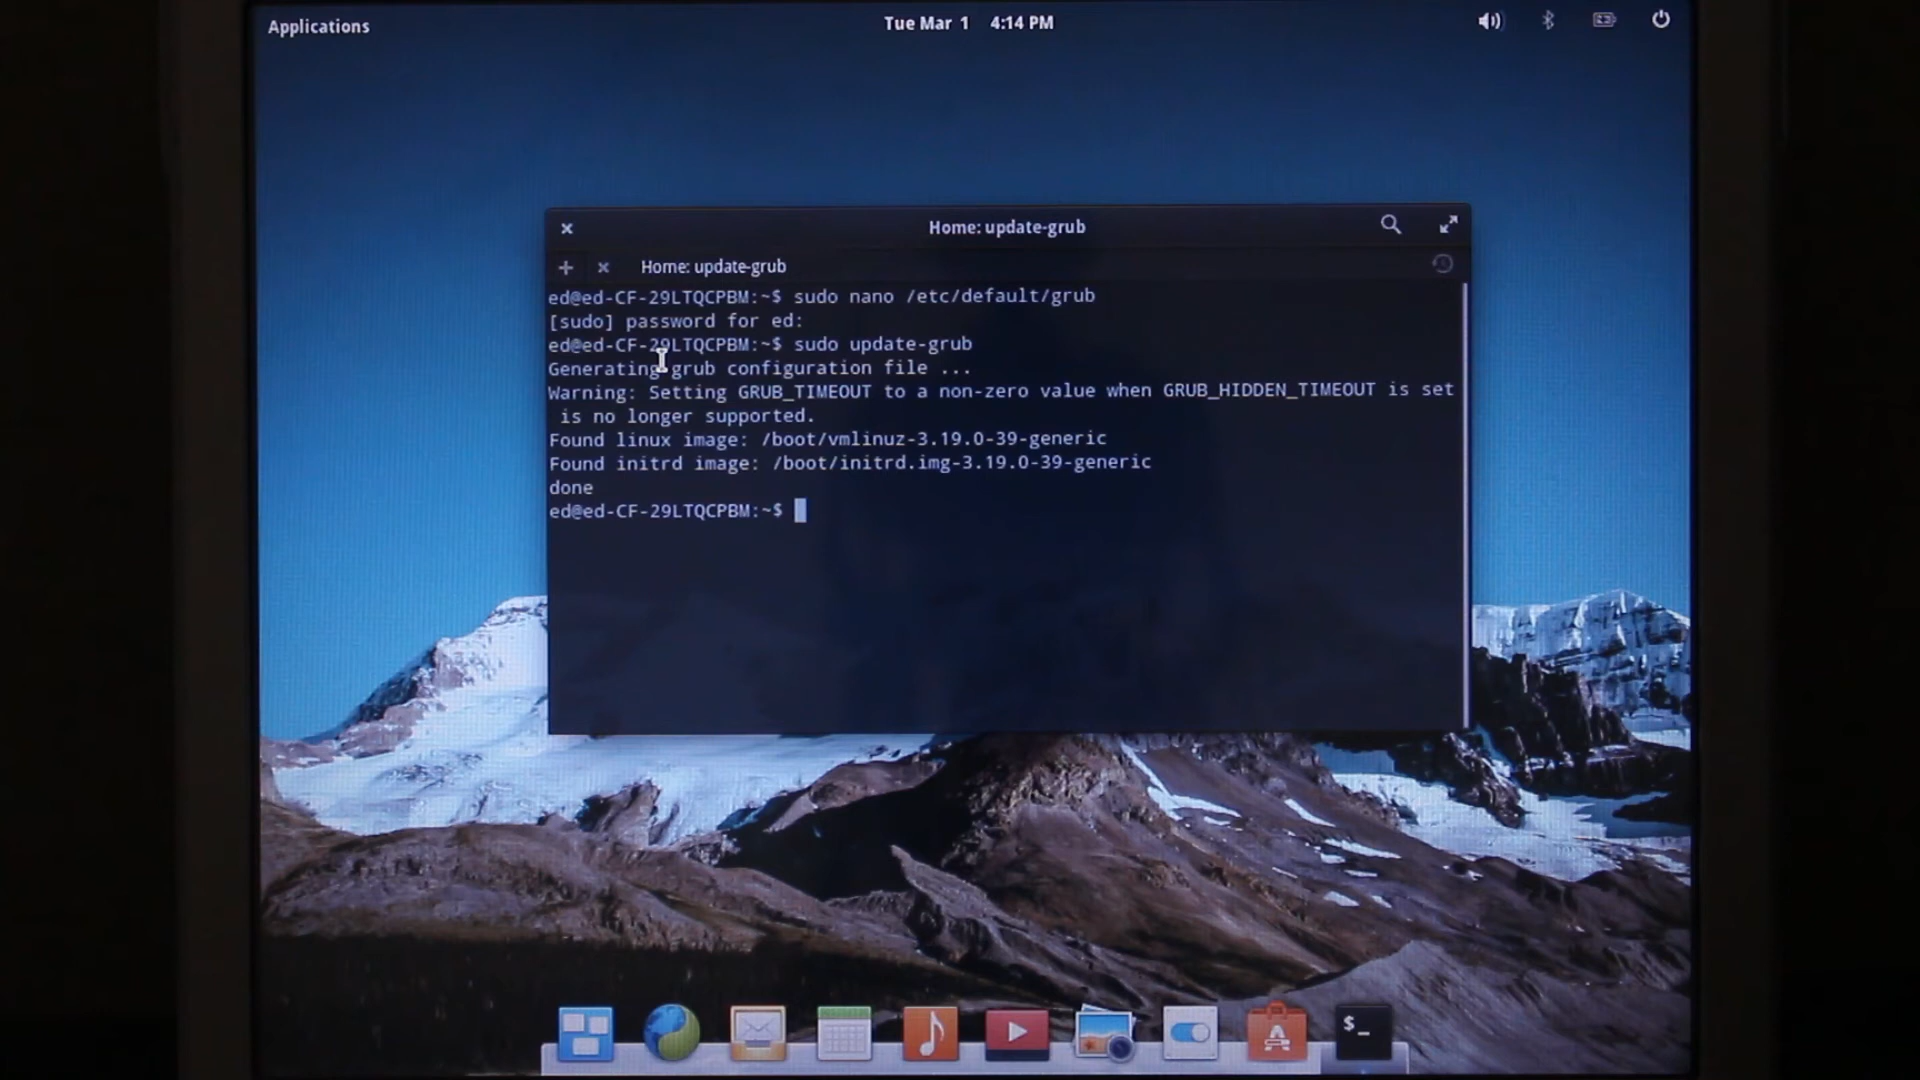 Applications
Tue Mar 1 4:14 PM
Home: update-grub
Home: update-grub
ed@ed-CF-29LTQCPBM:~$ sudo nano /etc/default/grub
[sudo] password for ed:
ed@ed-CF-29LTQCPBM:~$ sudo update-grub
Generating grub configuration file ...
Warning: Setting GRUB_TIMEOUT to a non-zero value when GRUB_HIDDEN_TIMEOUT is set
is no longer supported.
Found linux image: /boot/vmlinuz-3.19.0-39-generic
Found initrd image: /boot/initrd.img-3.19.0-39-generic
done
ed@ed-CF-29LTQCPBM:~$
$_